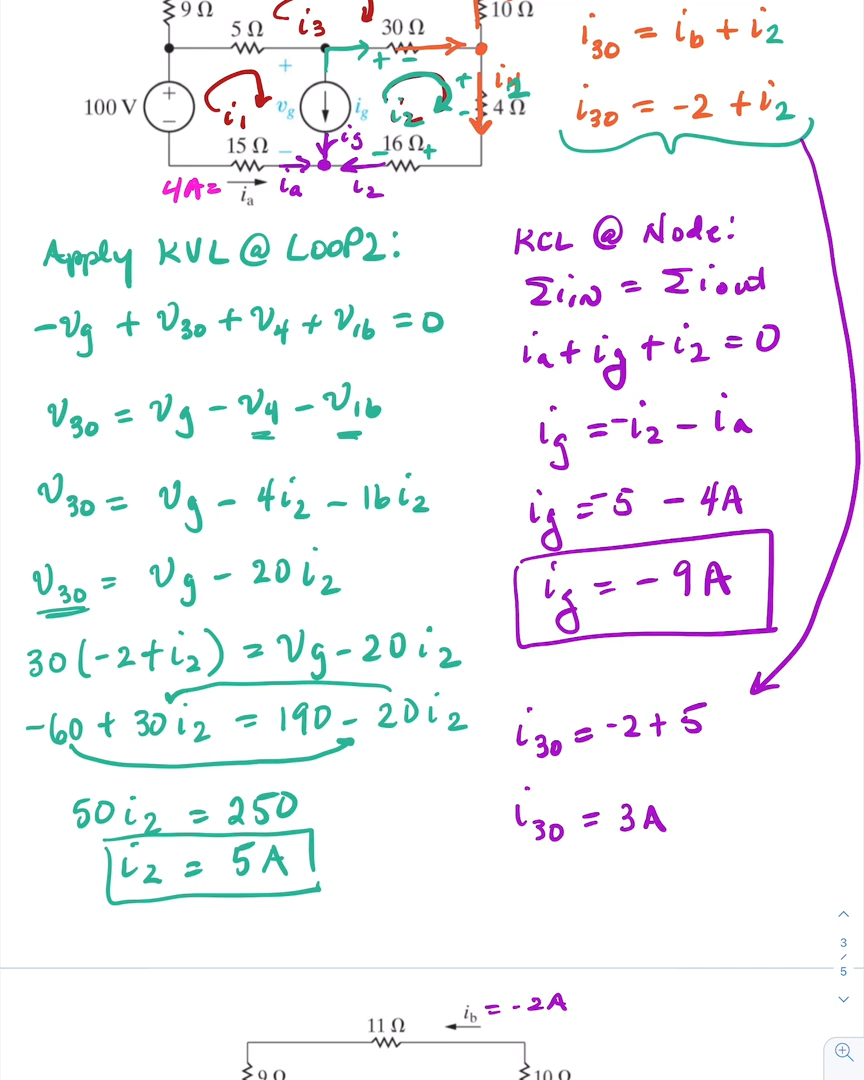 9 Ω
i3
10 Ω
5 Ω
30 Ω
i30 = ib + i2
+
+ −
+
100 V
+
−
i1
vg
ig
i2
−
4 Ω
i30 = -2 + i2
15 Ω
−
ig
− 16 Ω +
4A =
ia
ia
i2
Apply KVL @ LOOP2:
-vg + v30 + v4 + v16 = 0
v30 = vg - v4 - v16
v30 = vg - 4i2 - 16i2
v30 = vg - 20i2
30(-2+i2) = vg - 20i2
-60 + 30i2 = 190 - 20i2
50i2 = 250
i2 = 5A
KCL @ Node:
Σiin = Σiout
ia + ig + i2 = 0
ig = -i2 - ia
ig = -5 - 4A
ig = -9A
i30 = -2 + 5
i30 = 3A
3
/
5
ib = -2A
11 Ω
9 Ω
10 Ω